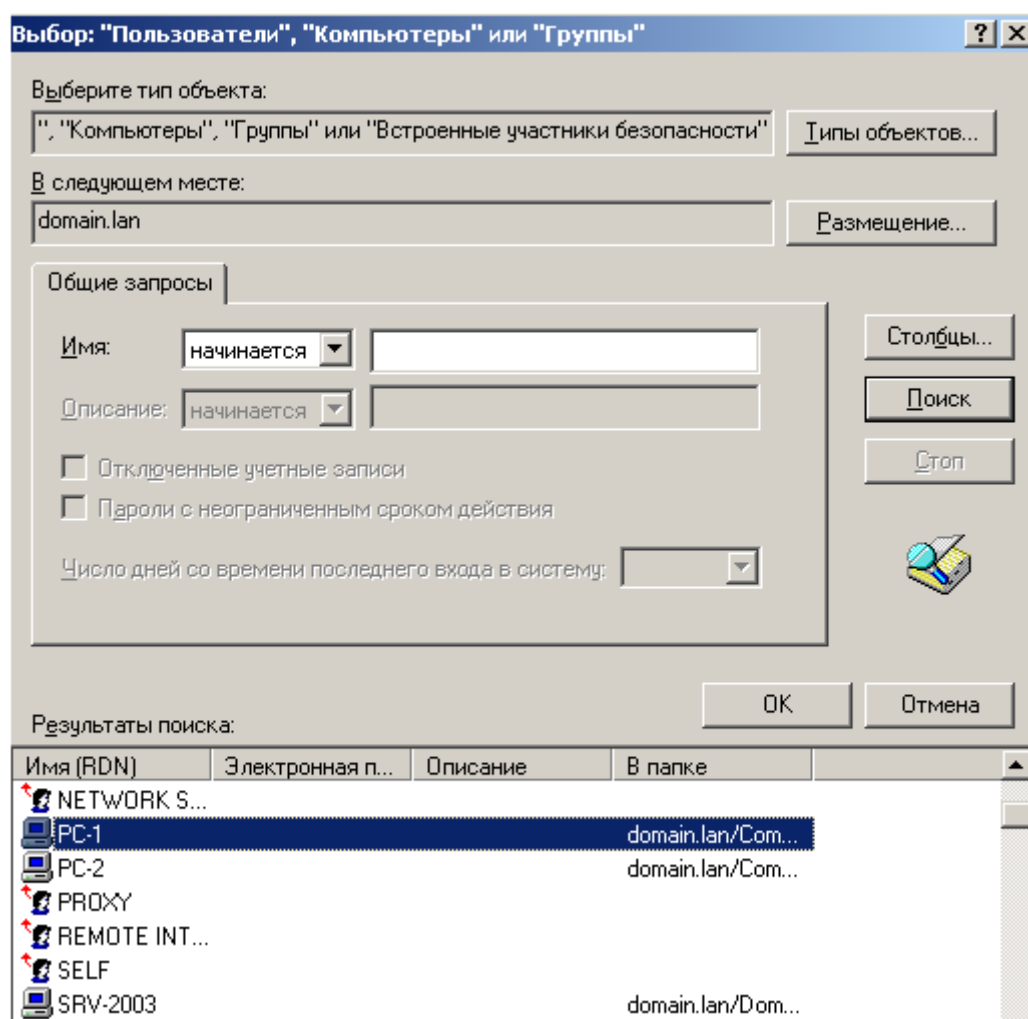 Выбор: "Пользователи", "Компьютеры" или "Группы"
Выберите тип объекта:
", "Компьютеры", "Группы" или "Встроенные участники безопасности"
Типы объектов...
В следующем месте:
domain.lan
Размещение...
Общие запросы
Имя:
начинается
Столбцы...
Описание:
начинается
Поиск
Отключенные учетные записи
Стоп
Пароли с неограниченным сроком действия
Число дней со времени последнего входа в систему:
OK
Отмена
Результаты поиска:
Имя (RDN) Электронная п... Описание В папке
NETWORK S...
PC-1 domain.lan/Com...
PC-2 domain.lan/Com...
PROXY
REMOTE INT...
SELF
SRV-2003 domain.lan/Dom...